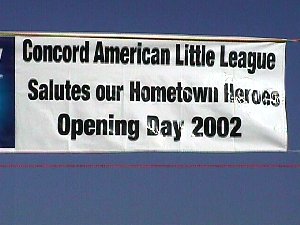 Concord American Little League
Salutes our Hometown Heroes
Opening Day 2002